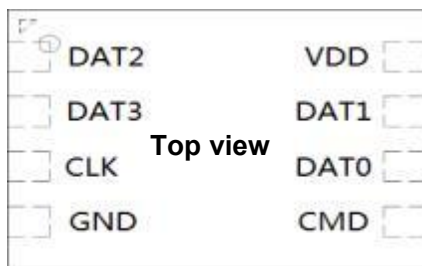 DAT2 VDD
DAT3 DAT1
Top view
CLK DAT0
GND CMD